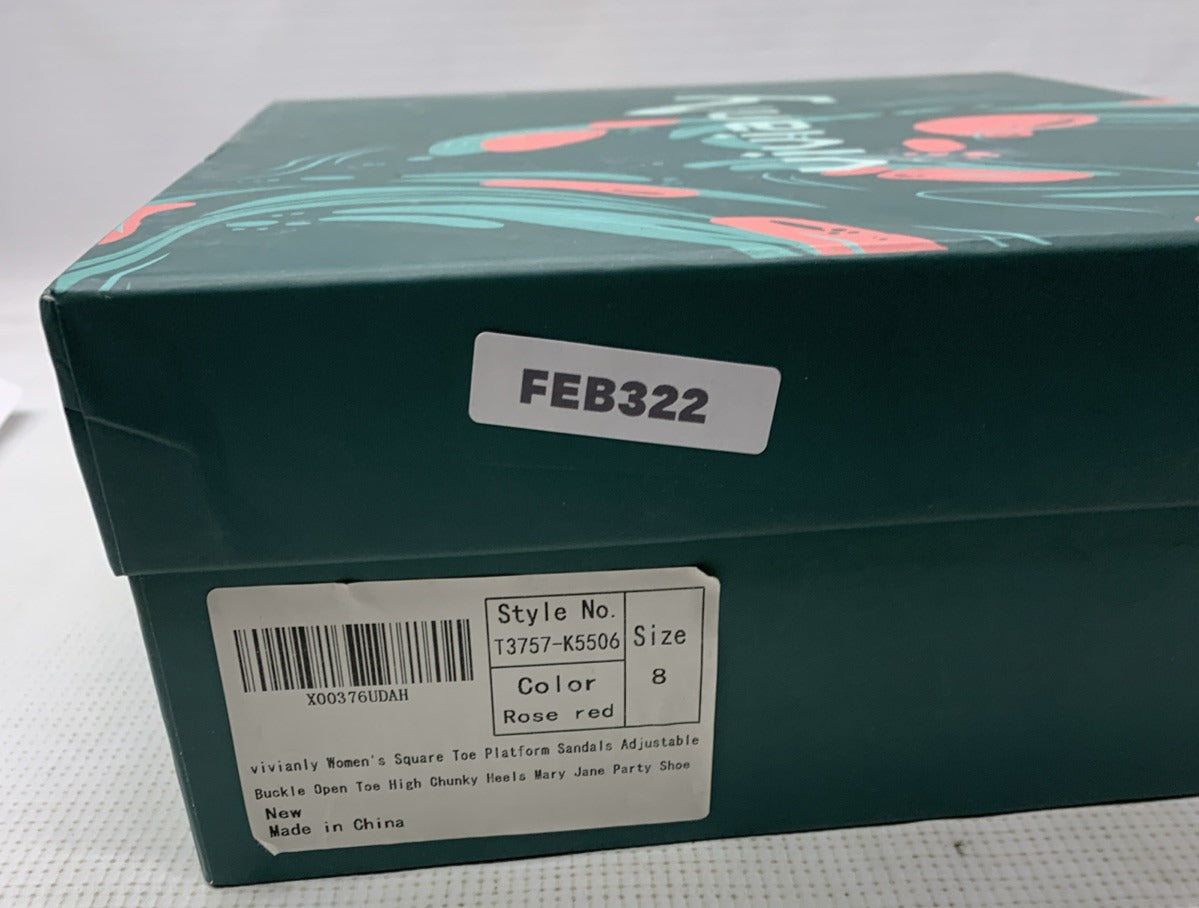 vivianly
FEB322
X00376UDAH
Style No.
T3757-K5506
Color
Rose red
Size
8
vivianly Women's Square Toe Platform Sandals Adjustable
Buckle Open Toe High Chunky Heels Mary Jane Party Shoe
New
Made in China